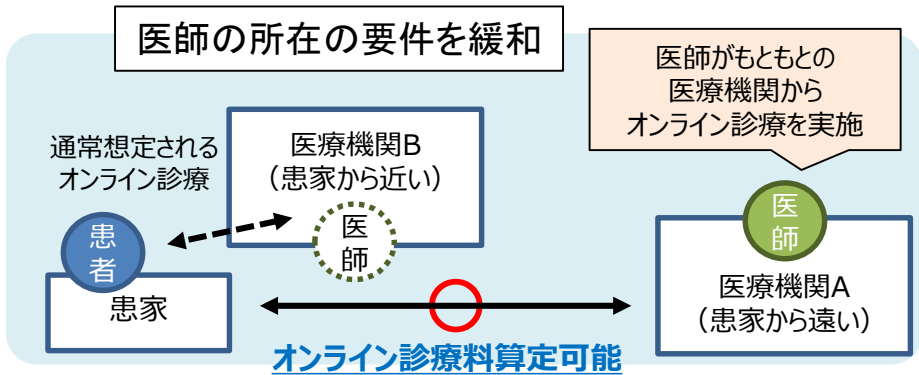 医師の所在の要件を緩和
医師がもともとの
医療機関から
オンライン診療を実施
通常想定される
オンライン診療
医療機関B
（患家から近い）
医
師
患
者
患家
医
師
医療機関A
（患家から遠い）
オンライン診療料算定可能